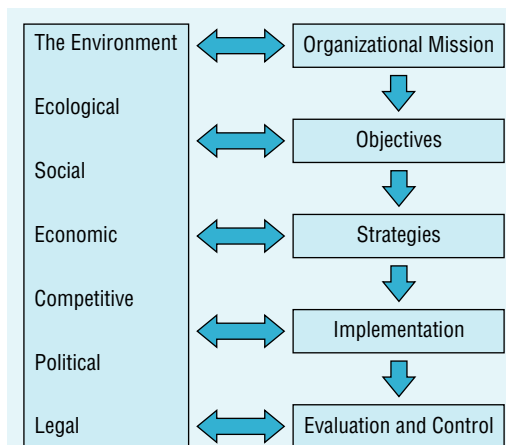 The Environment
Ecological
Social
Economic
Competitive
Political
Legal
Organizational Mission
Objectives
Strategies
Implementation
Evaluation and Control